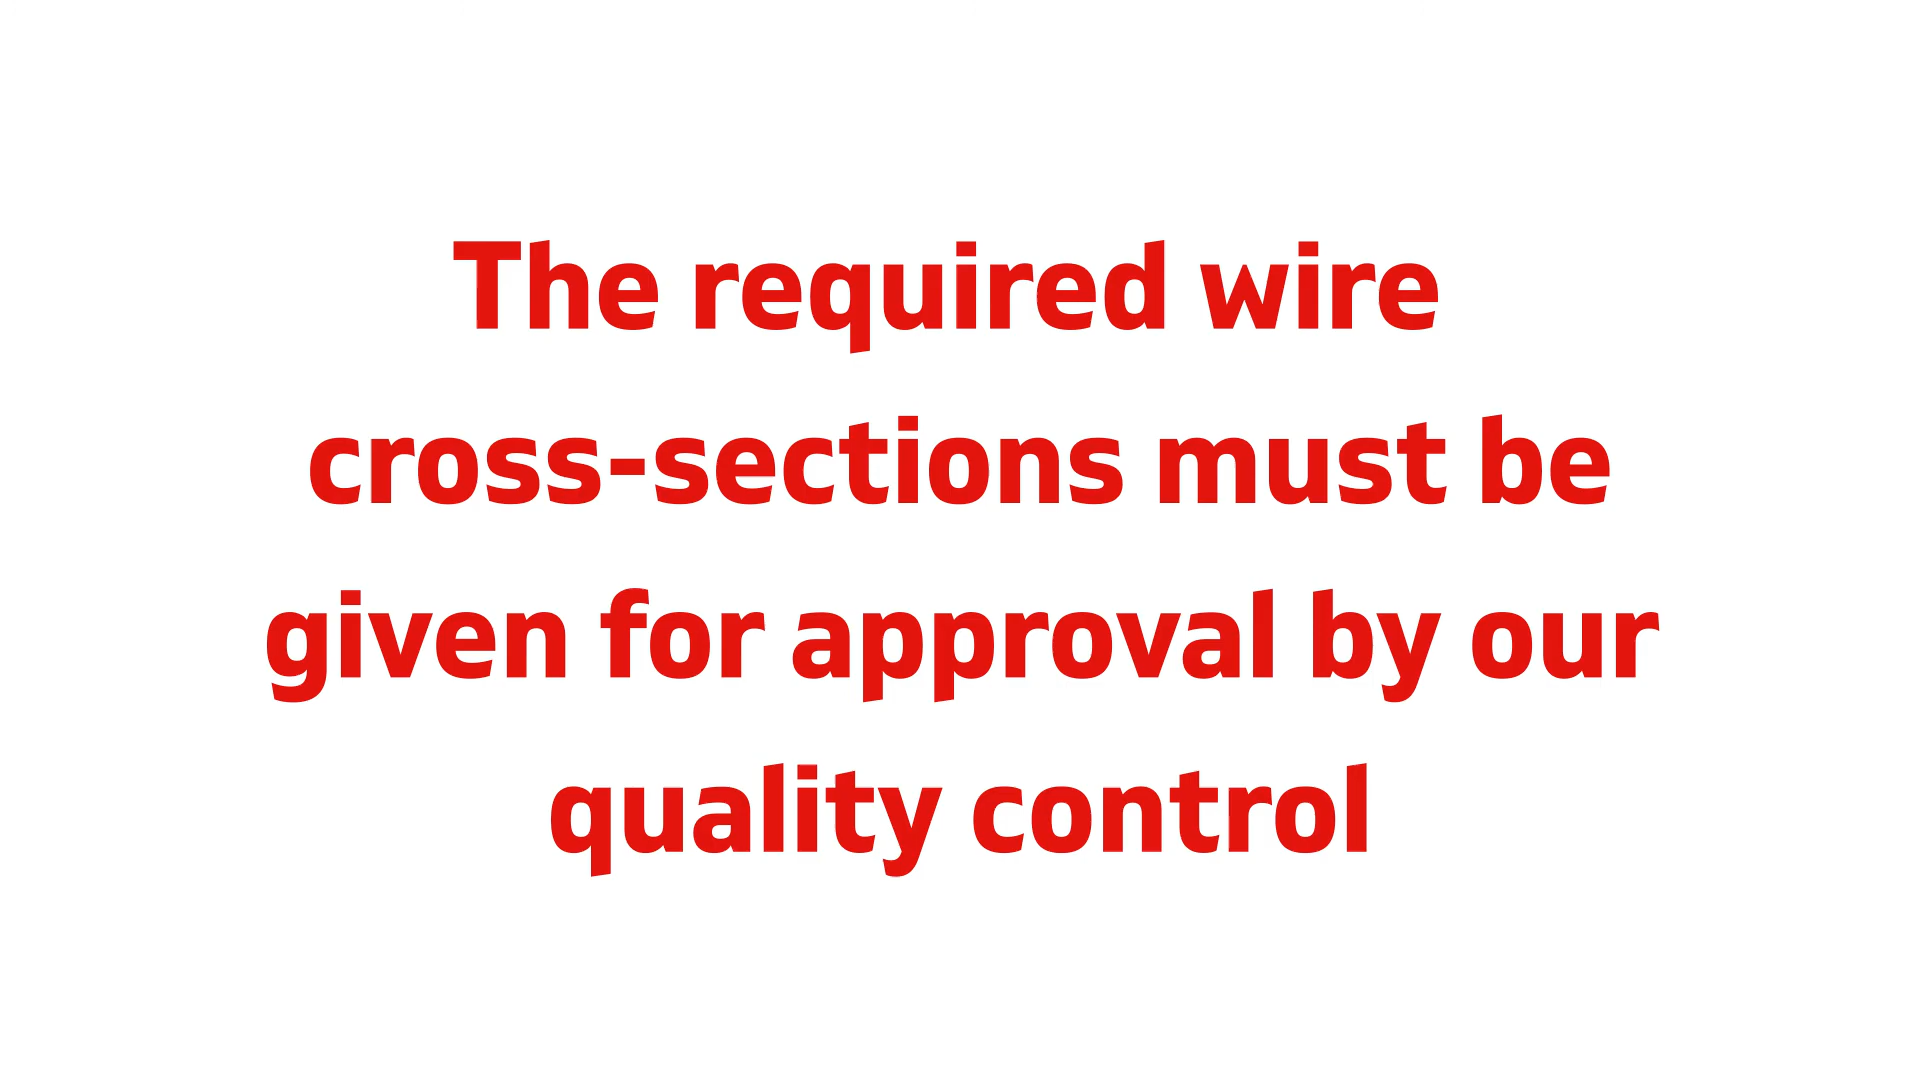 The required wire
cross-sections must be
given for approval by our
quality control